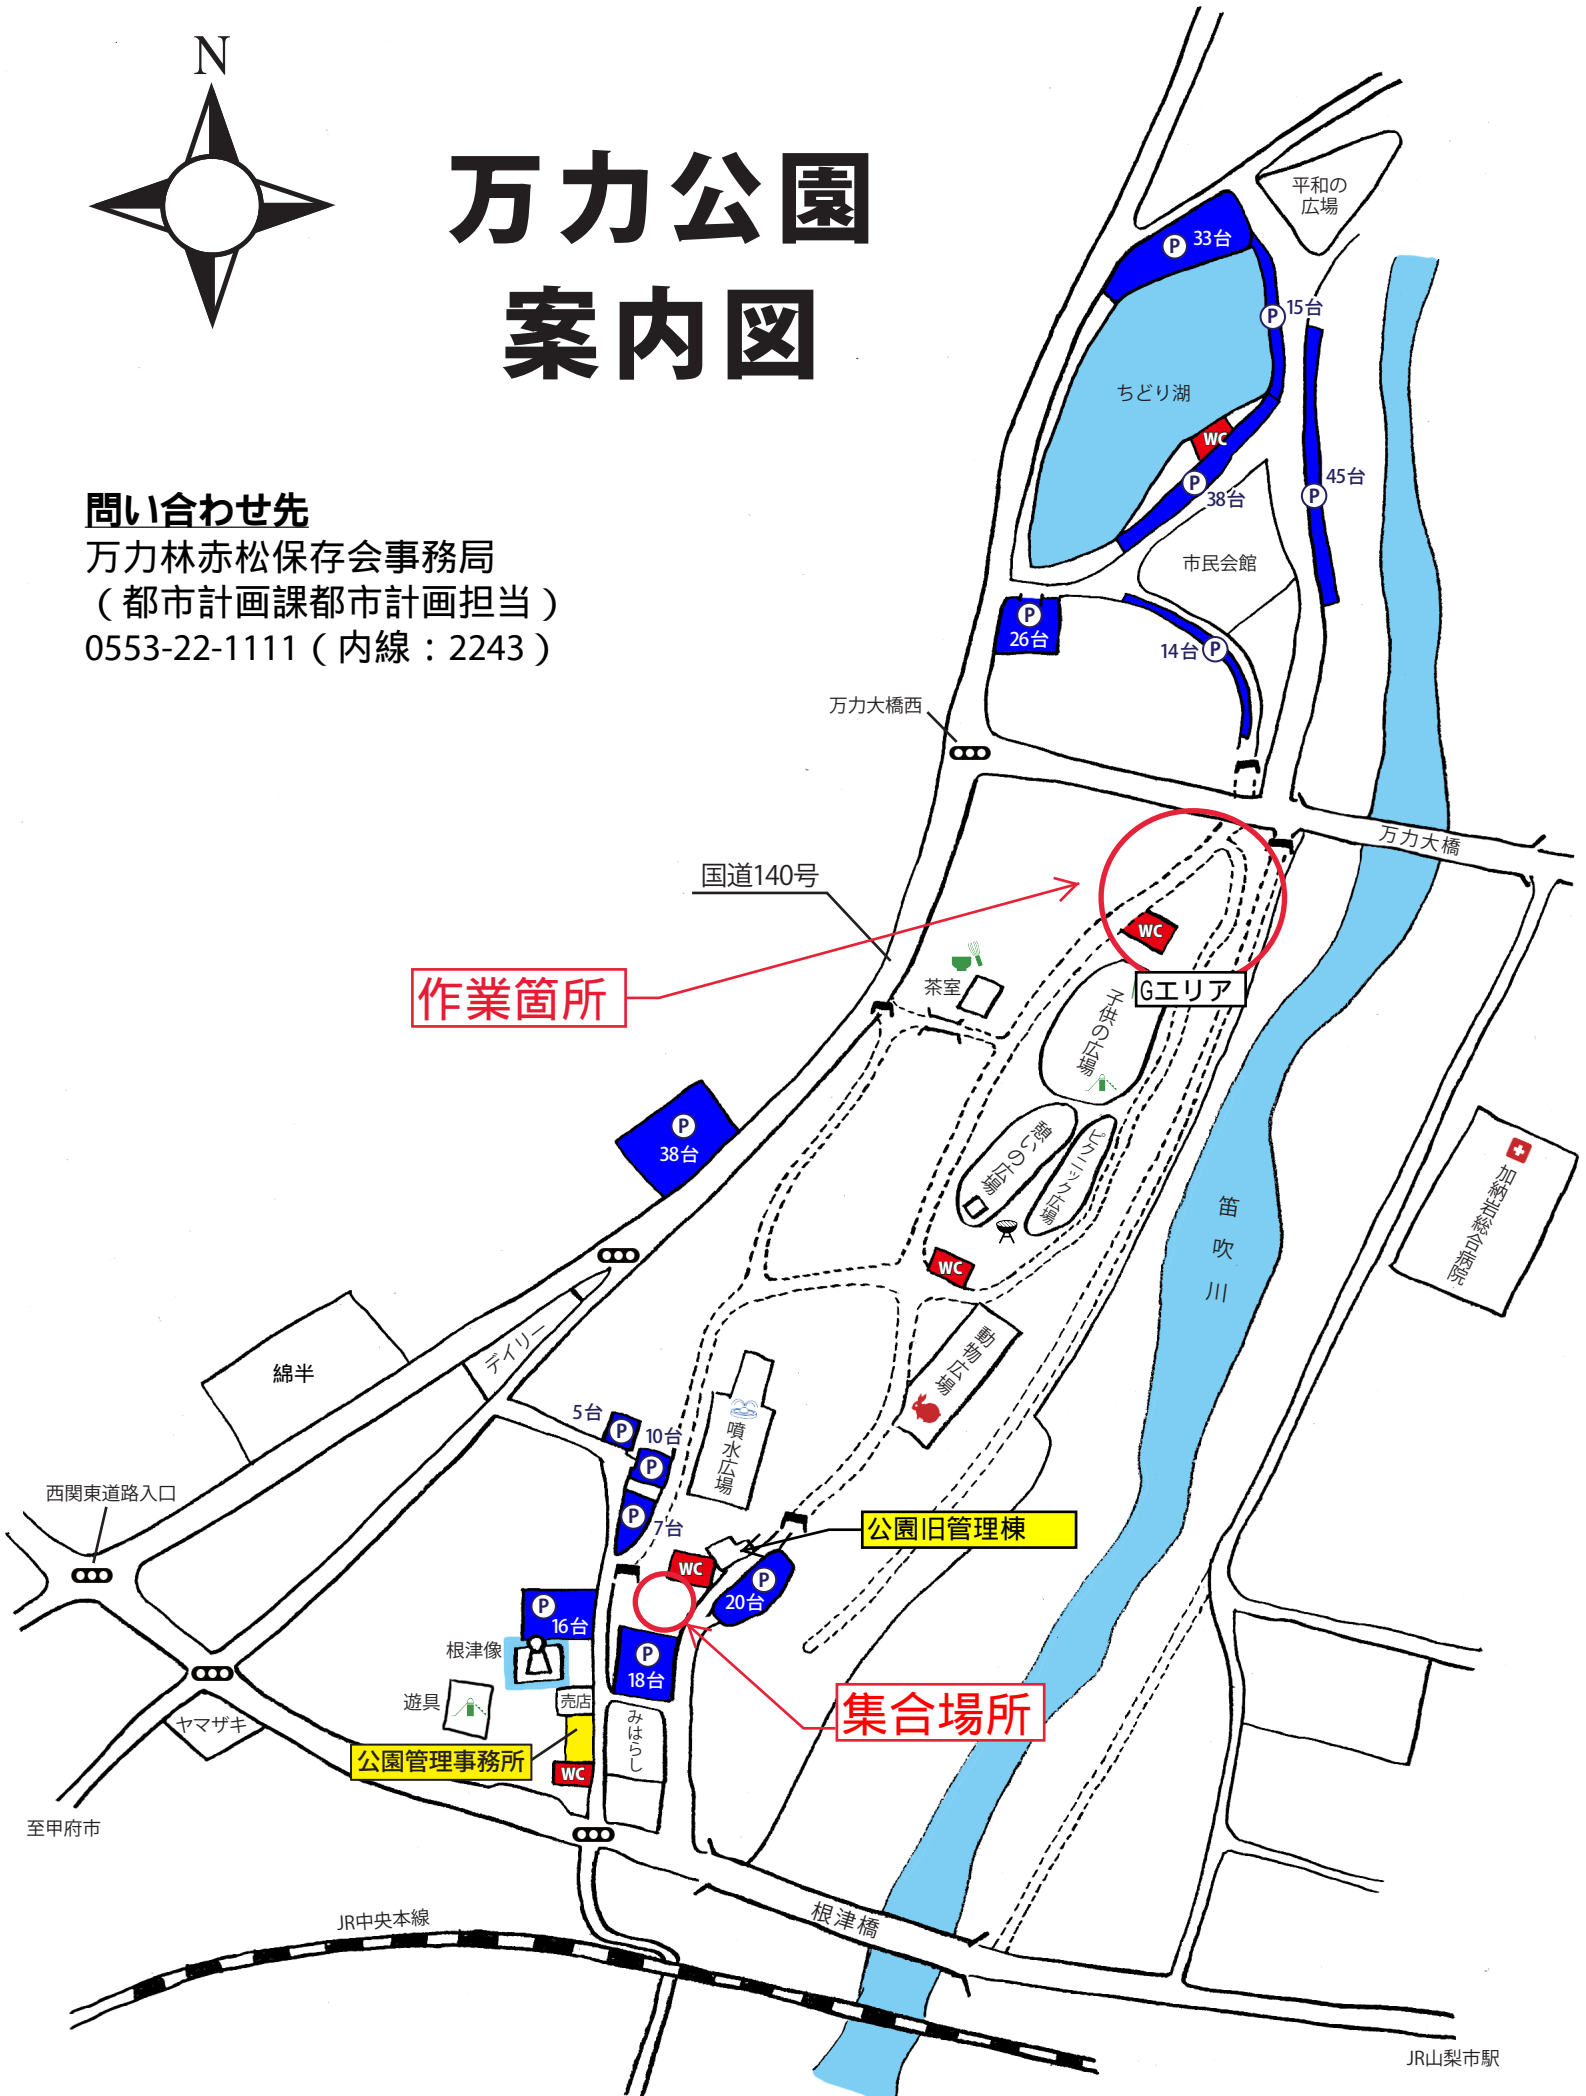 N
万力公園
案内図
問い合わせ先
万力林赤松保存会事務局
（都市計画課都市計画担当）
0553-22-1111（内線：2243）
平和の
広場
P 33台
P 15台
ちどり湖
WC
P 38台
P 45台
市民会館
P
26台
14台 P
万力大橋西
万力大橋
国道140号
作業箇所
WC
Gエリア
茶室
子供の広場
P
38台
憩いの広場
ピクニック広場
WC
笛吹川
加納岩総合病院
動物広場
デイリー
綿半
噴水広場
5台 P
10台
P
P 7台
西関東道路入口
公園旧管理棟
WC
P
20台
P
16台
根津像
P
18台
遊具
売店
みはらし
集合場所
ヤマザキ
公園管理事務所
WC
至甲府市
JR中央本線
根津橋
JR山梨市駅